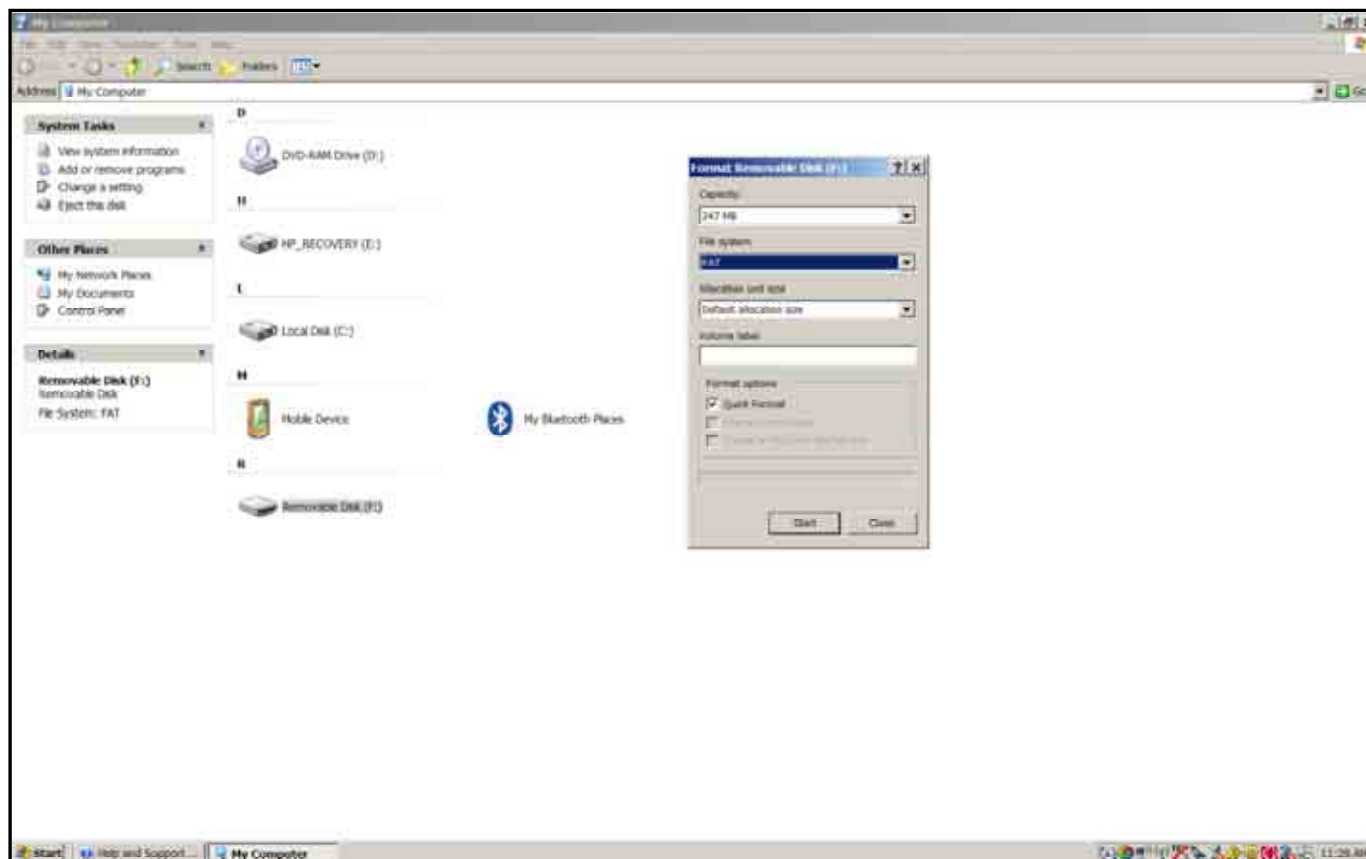 My Computer
Search Folders
Address My Computer Go
System Tasks
View system information
Add or remove programs
Change a setting
Eject this disk
Other Places
My Network Places
My Documents
Control Panel
Details
Removable Disk (F:)
Removable Disk
File System: FAT
D
DVD-RAM Drive (D:)
H
HP_RECOVERY (E:)
L
Local Disk (C:)
M
Mobile Device
My Bluetooth Places
R
Removable Disk (F:)
Format Removable Disk (F:)
Capacity:
247 MB
File system
FAT
Allocation unit size
Default allocation size
Volume label
Format options
Quick Format
Start Close
Start Help and Support ... My Computer 11:29 AM